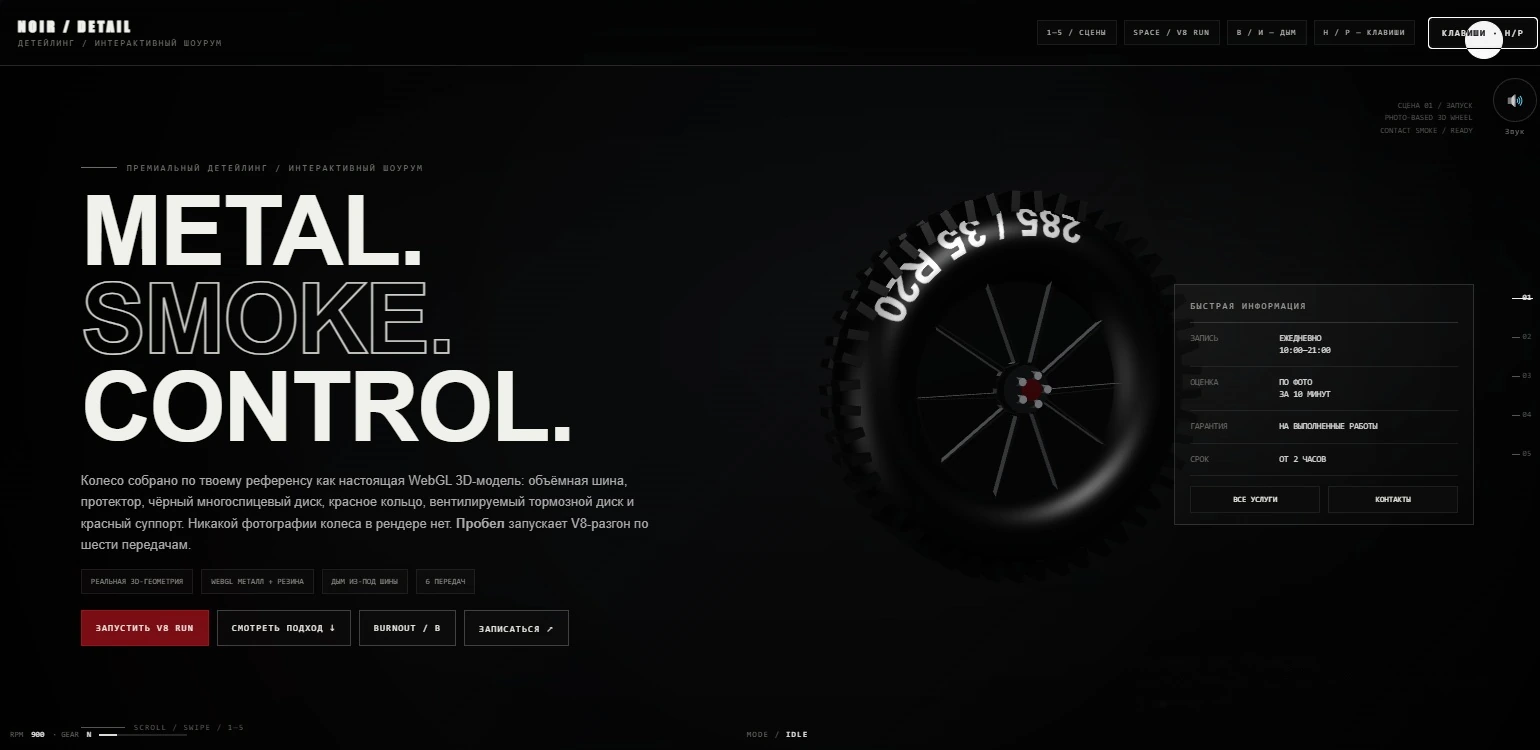 NOIR / DETAIL
ДЕТЕЙЛИНГ / ИНТЕРАКТИВНЫЙ ШОУРУМ
1—5 / СЦЕНЫ
SPACE / V8 RUN
B / И — ДЫМ
H / Р — КЛАВИШИ
КЛАВИШИ · H/Р
СЦЕНА 01 / ЗАПУСК
PHOTO-BASED 3D WHEEL
CONTACT SMOKE / READY
Звук
ПРЕМИАЛЬНЫЙ ДЕТЕЙЛИНГ / ИНТЕРАКТИВНЫЙ ШОУРУМ
METAL.
SMOKE.
CONTROL.
285 / 35 R20
Колесо собрано по твоему референсу как настоящая WebGL 3D-модель: объёмная шина,
протектор, чёрный многоспицевый диск, красное кольцо, вентилируемый тормозной диск и
красный суппорт. Никакой фотографии колеса в рендере нет. Пробел запускает V8-разгон по
шести передачам.
РЕАЛЬНАЯ 3D-ГЕОМЕТРИЯ
WEBGL МЕТАЛЛ + РЕЗИНА
ДЫМ ИЗ-ПОД ШИНЫ
6 ПЕРЕДАЧ
ЗАПУСТИТЬ V8 RUN
СМОТРЕТЬ ПОДХОД ↓
BURNOUT / B
ЗАПИСАТЬСЯ ↗
БЫСТРАЯ ИНФОРМАЦИЯ
ЗАПИСЬ
ЕЖЕДНЕВНО
10:00—21:00
ОЦЕНКА
ПО ФОТО
ЗА 10 МИНУТ
ГАРАНТИЯ
НА ВЫПОЛНЕННЫЕ РАБОТЫ
СРОК
ОТ 2 ЧАСОВ
ВСЕ УСЛУГИ
КОНТАКТЫ
01
02
03
04
05
SCROLL / SWIPE / 1—5
RPM 900 · GEAR N
MODE / IDLE